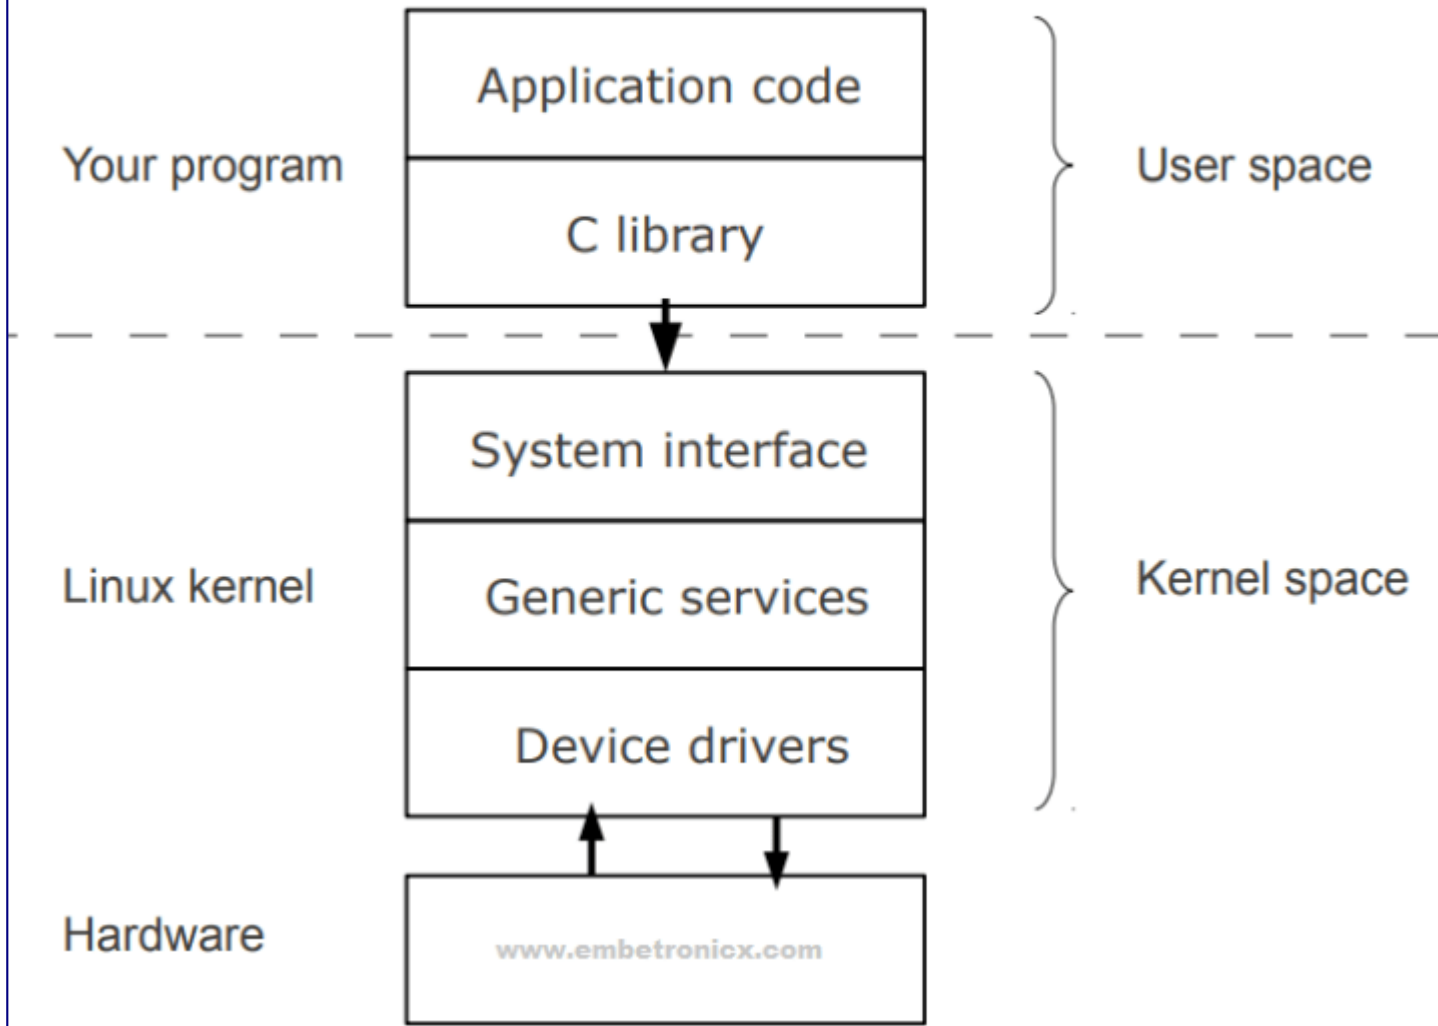 Application code
Your program
User space
C library
System interface
Linux kernel
Generic services
Kernel space
Device drivers
Hardware
www.embetronicx.com